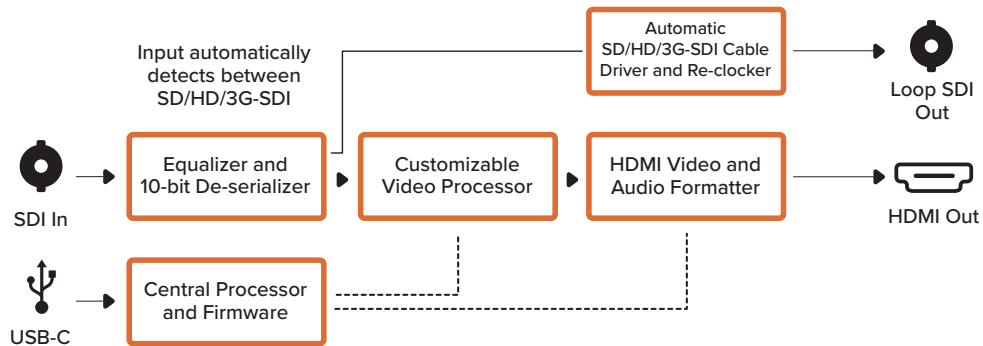 Input automatically
detects between
SD/HD/3G-SDI
Automatic
SD/HD/3G-SDI Cable
Driver and Re-clocker
Loop SDI
Out
SDI In
Equalizer and
10-bit De-serializer
Customizable
Video Processor
HDMI Video and
Audio Formatter
HDMI Out
USB-C
Central Processor
and Firmware